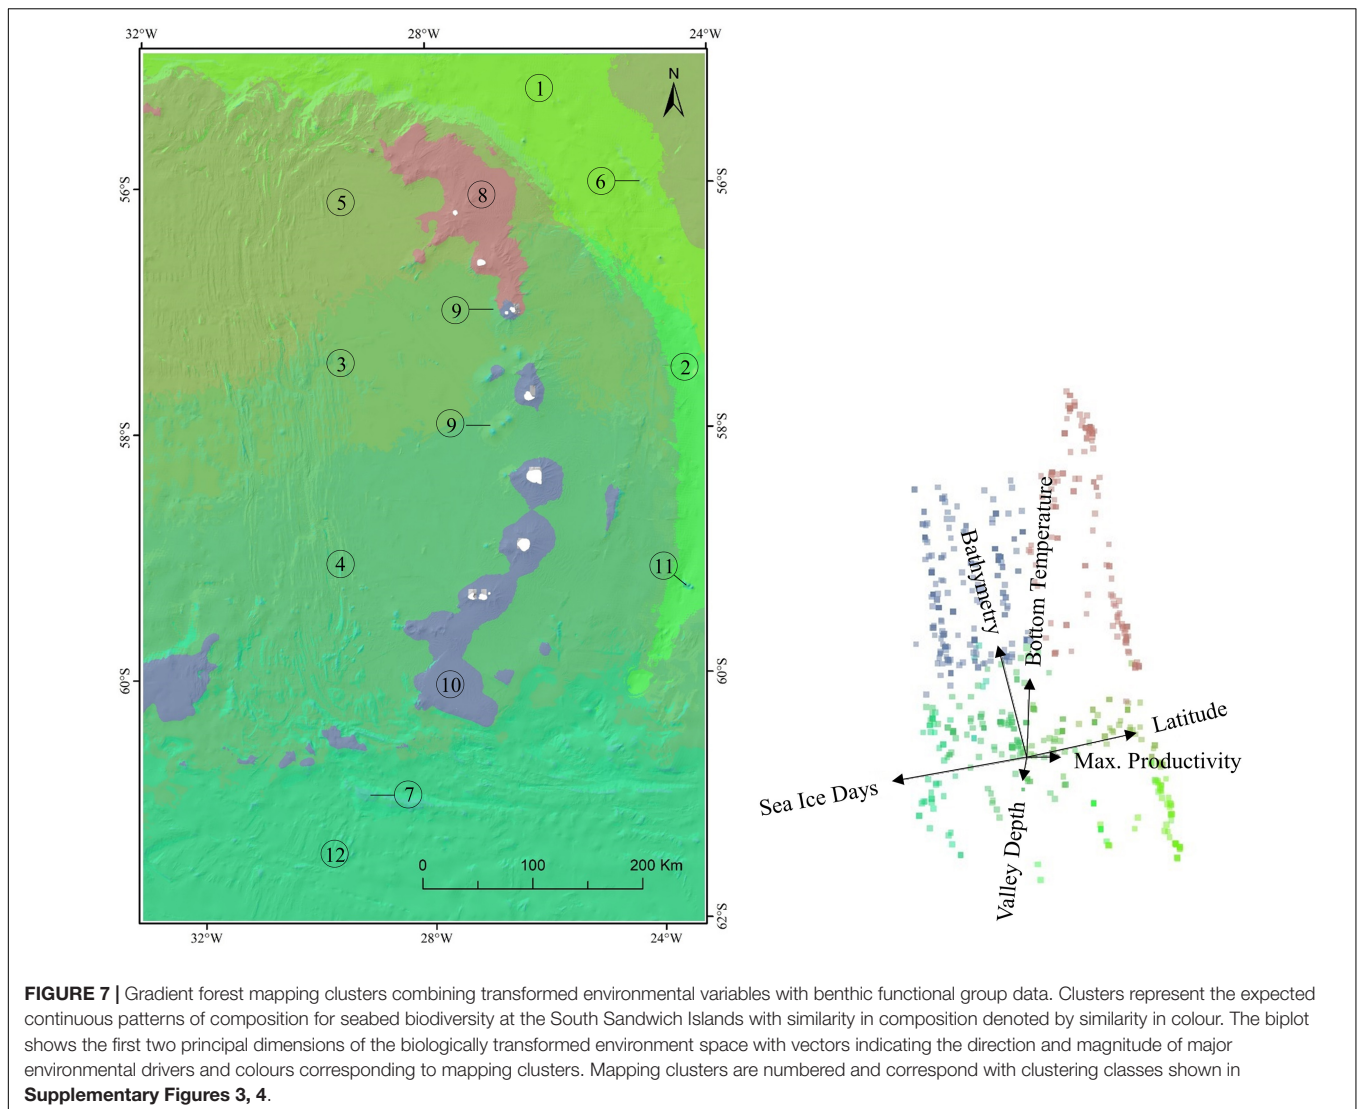 32°W 28°W 24°W
N
1
6
56°S 56°S
5
8
9
3
2
9
58°S 58°S
4
11
60°S 60°S
10
7
12
0 100 200 Km
62°S
32°W 28°W 24°W
Bathymetry
Bottom Temperature
Latitude
Max. Productivity
Sea Ice Days
Valley Depth
FIGURE 7 | Gradient forest mapping clusters combining transformed environmental variables with benthic functional group data. Clusters represent the expected
continuous patterns of composition for seabed biodiversity at the South Sandwich Islands with similarity in composition denoted by similarity in colour. The biplot
shows the first two principal dimensions of the biologically transformed environment space with vectors indicating the direction and magnitude of major
environmental drivers and colours corresponding to mapping clusters. Mapping clusters are numbered and correspond with clustering classes shown in
Supplementary Figures 3, 4.